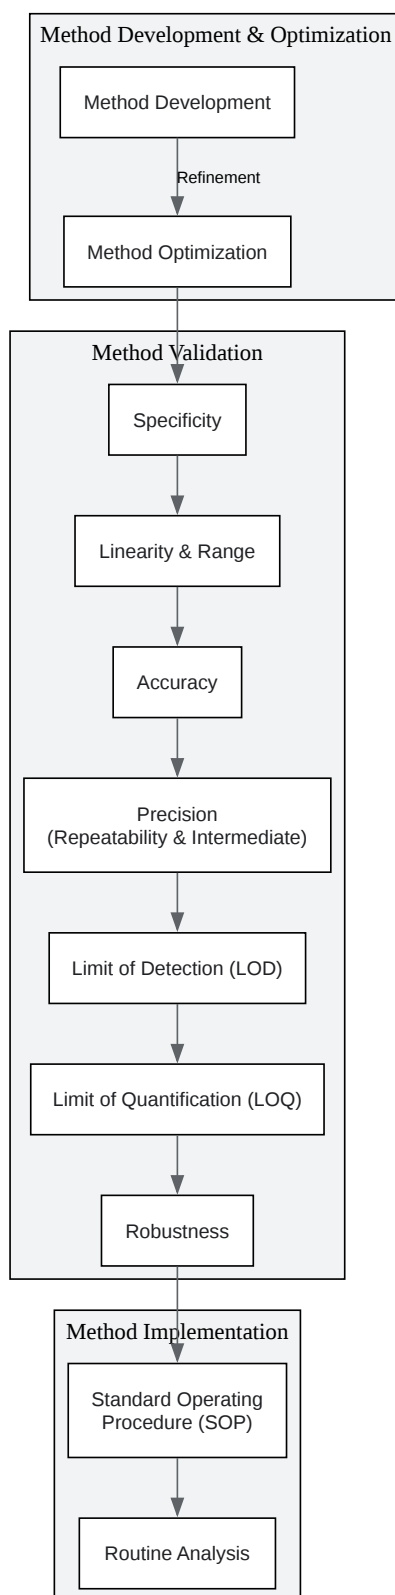 Method Development & Optimization
Method Development
Refinement
Method Optimization
Method Validation
Specificity
Linearity & Range
Accuracy
Precision
(Repeatability & Intermediate)
Limit of Detection (LOD)
Limit of Quantification (LOQ)
Robustness
Method Implementation
Standard Operating
Procedure (SOP)
Routine Analysis